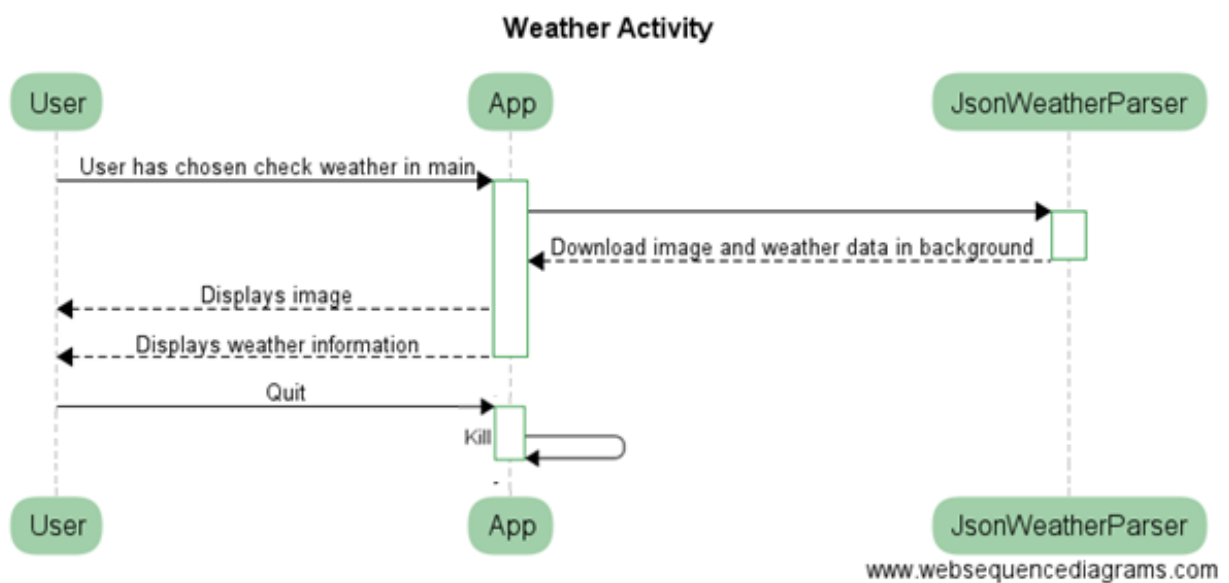 Weather Activity
User
App
JsonWeatherParser
User has chosen check weather in main
Download image and weather data in background
Displays image
Displays weather information
Quit
Kill
User
App
JsonWeatherParser
www.websequencediagrams.com